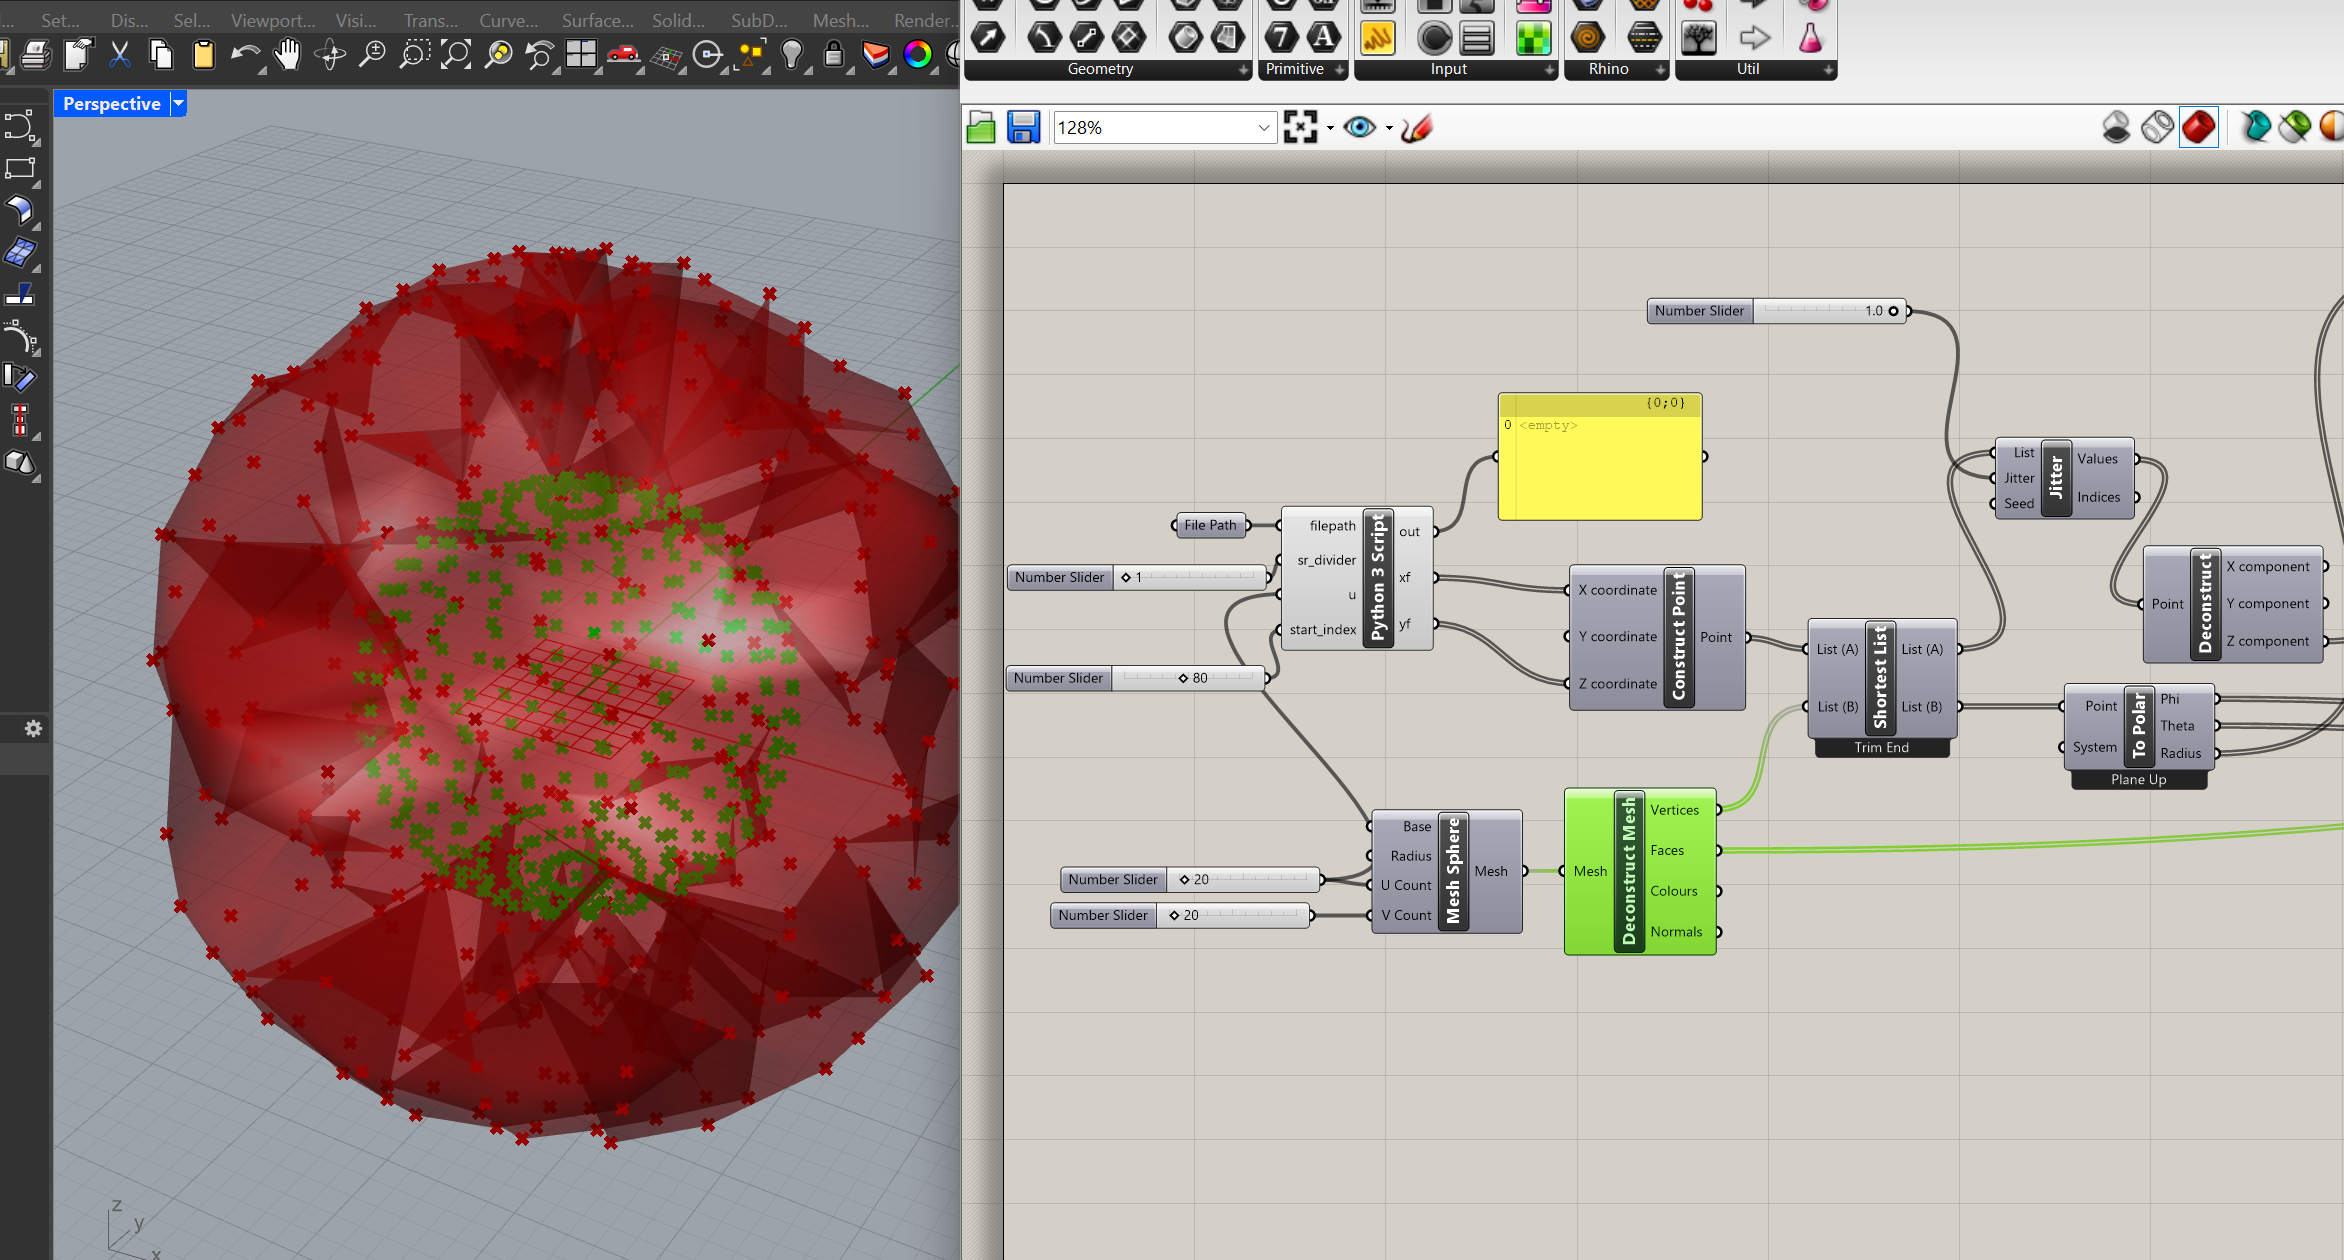 Set...
Dis...
Sel...
Viewport...
Visi...
Trans...
Curve...
Surface...
Solid...
SubD...
Mesh...
Render...
Perspective
z
y
x
Geometry
Primitive
Input
Rhino
Util
128%
Number Slider 1.0
{0;0}
0 <empty>
List
Jitter
Seed
Jitter
Values
Indices
File Path
filepath
sr_divider
u
start_index
Python 3 Script
out
xf
yf
Number Slider 1
Number Slider 80
X coordinate
Y coordinate
Z coordinate
Construct Point
Point
Point
Deconstruct
X component
Y component
Z component
List (A)
List (B)
Shortest List
List (A)
List (B)
Trim End
Point
System
To Polar
Phi
Theta
Radius
Plane Up
Base
Radius
U Count
V Count
Mesh Sphere
Mesh
Number Slider 20
Number Slider 20
Mesh
Deconstruct Mesh
Vertices
Faces
Colours
Normals